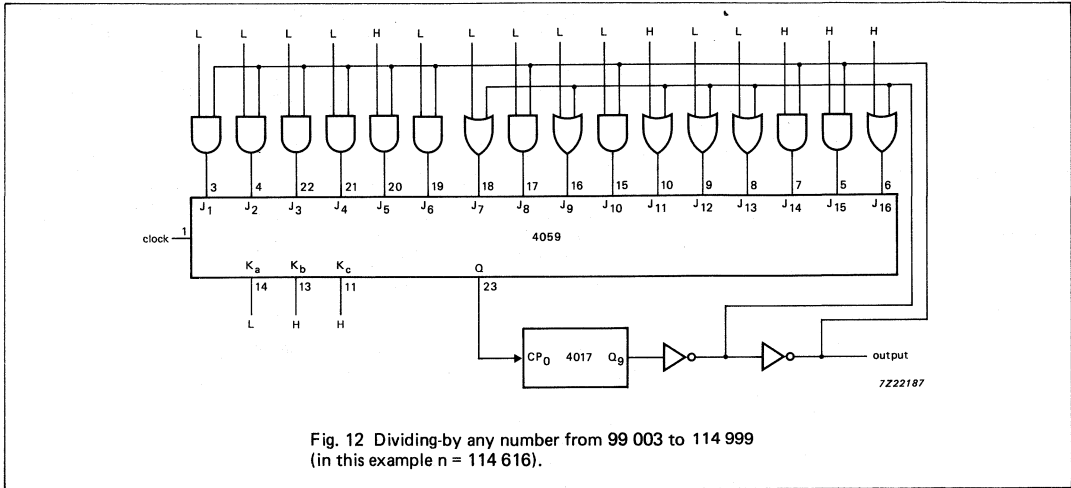 L L L L H L L L L L H L L H H H
3 4 22 21 20 19 18 17 16 15 10 9 8 7 5 6
J1 J2 J3 J4 J5 J6 J7 J8 J9 J10 J11 J12 J13 J14 J15 J16
clock 1
4059
Ka Kb Kc Q
14 13 11 23
L H H
CP0 4017 Q9
output
7Z22187
Fig. 12 Dividing-by any number from 99 003 to 114 999
(in this example n = 114 616).